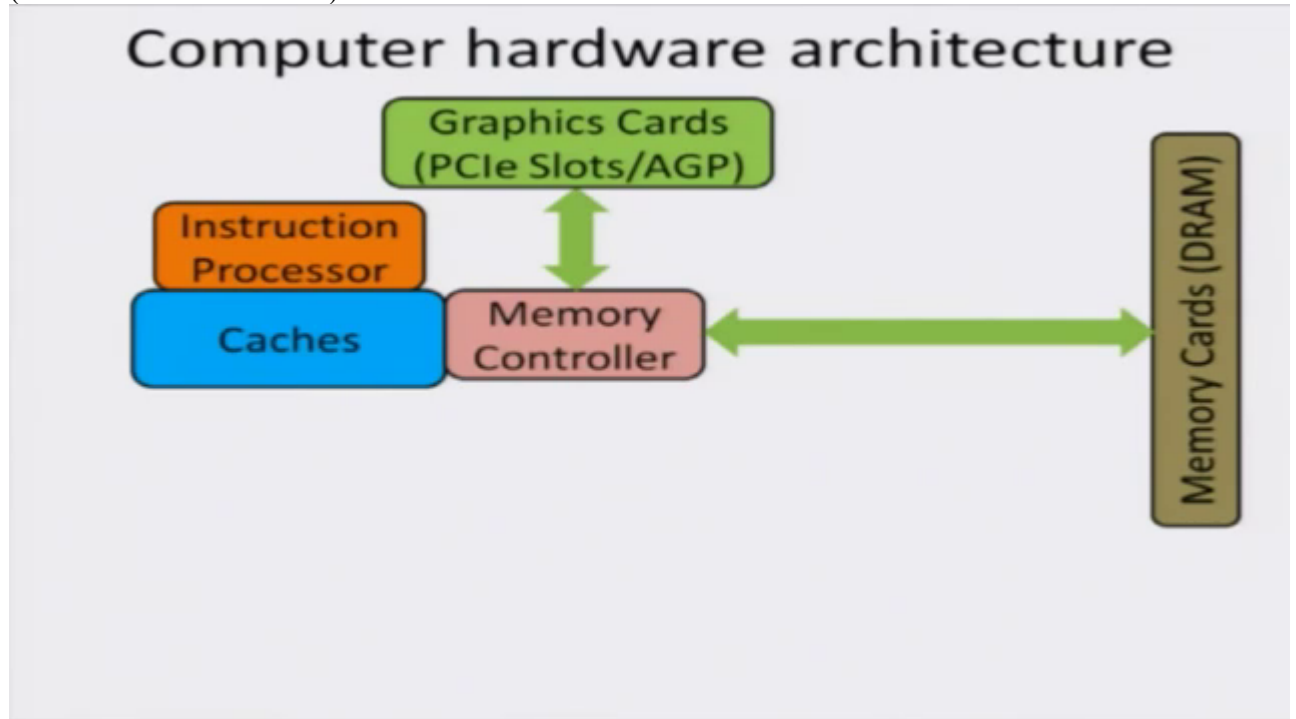 Computer hardware architecture
Graphics Cards
(PCIe Slots/AGP)
Instruction
Processor
Caches
Memory
Controller
Memory Cards (DRAM)